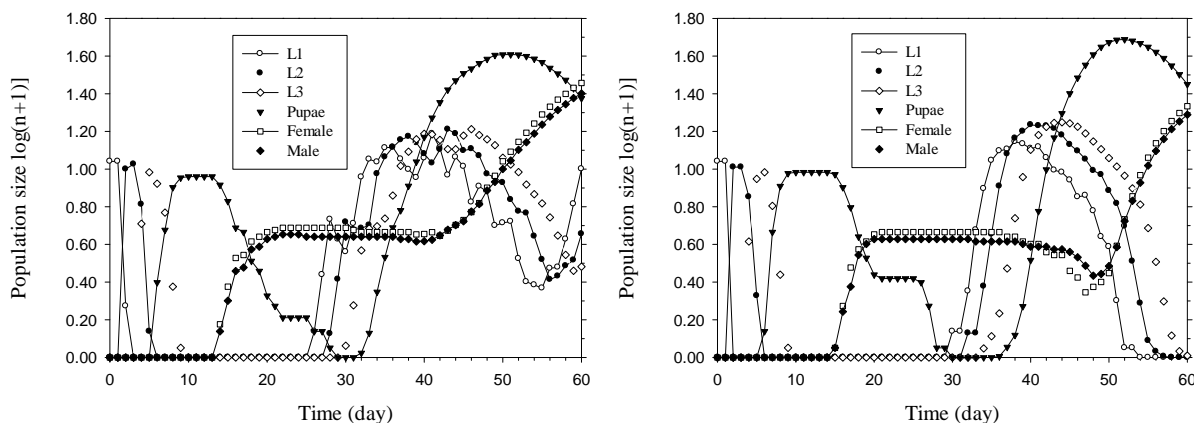 Population size log(n+1)]
1.80
1.60
1.40
1.20
1.00
0.80
0.60
0.40
0.20
0.00
L1
L2
L3
Pupae
Female
Male
0 10 20 30 40 50 60
Time (day)
Population size log(n+1)]
1.80
1.60
1.40
1.20
1.00
0.80
0.60
0.40
0.20
0.00
L1
L2
L3
Pupae
Female
Male
0 10 20 30 40 50 60
Time (day)